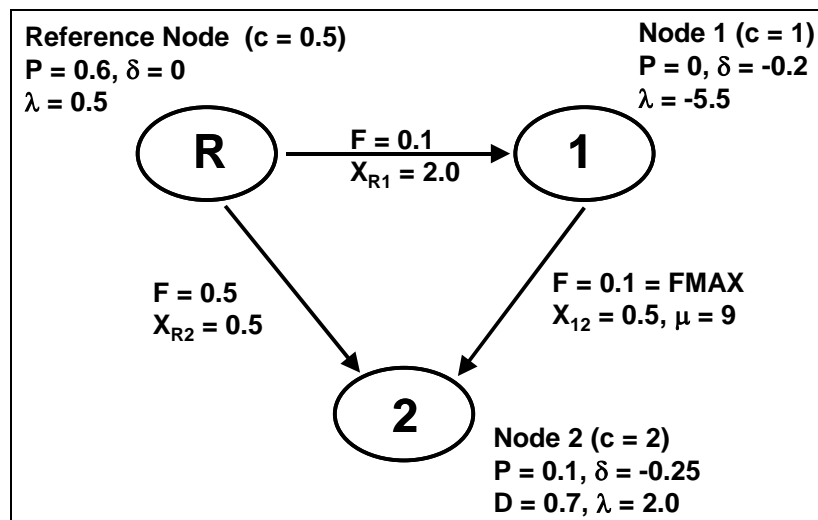 Reference Node (c = 0.5)
P = 0.6, δ = 0
λ = 0.5
Node 1 (c = 1)
P = 0, δ = -0.2
λ = -5.5
R
F = 0.1
X_R1 = 2.0
1
F = 0.5
X_R2 = 0.5
F = 0.1 = FMAX
X_12 = 0.5, μ = 9
2
Node 2 (c = 2)
P = 0.1, δ = -0.25
D = 0.7, λ = 2.0